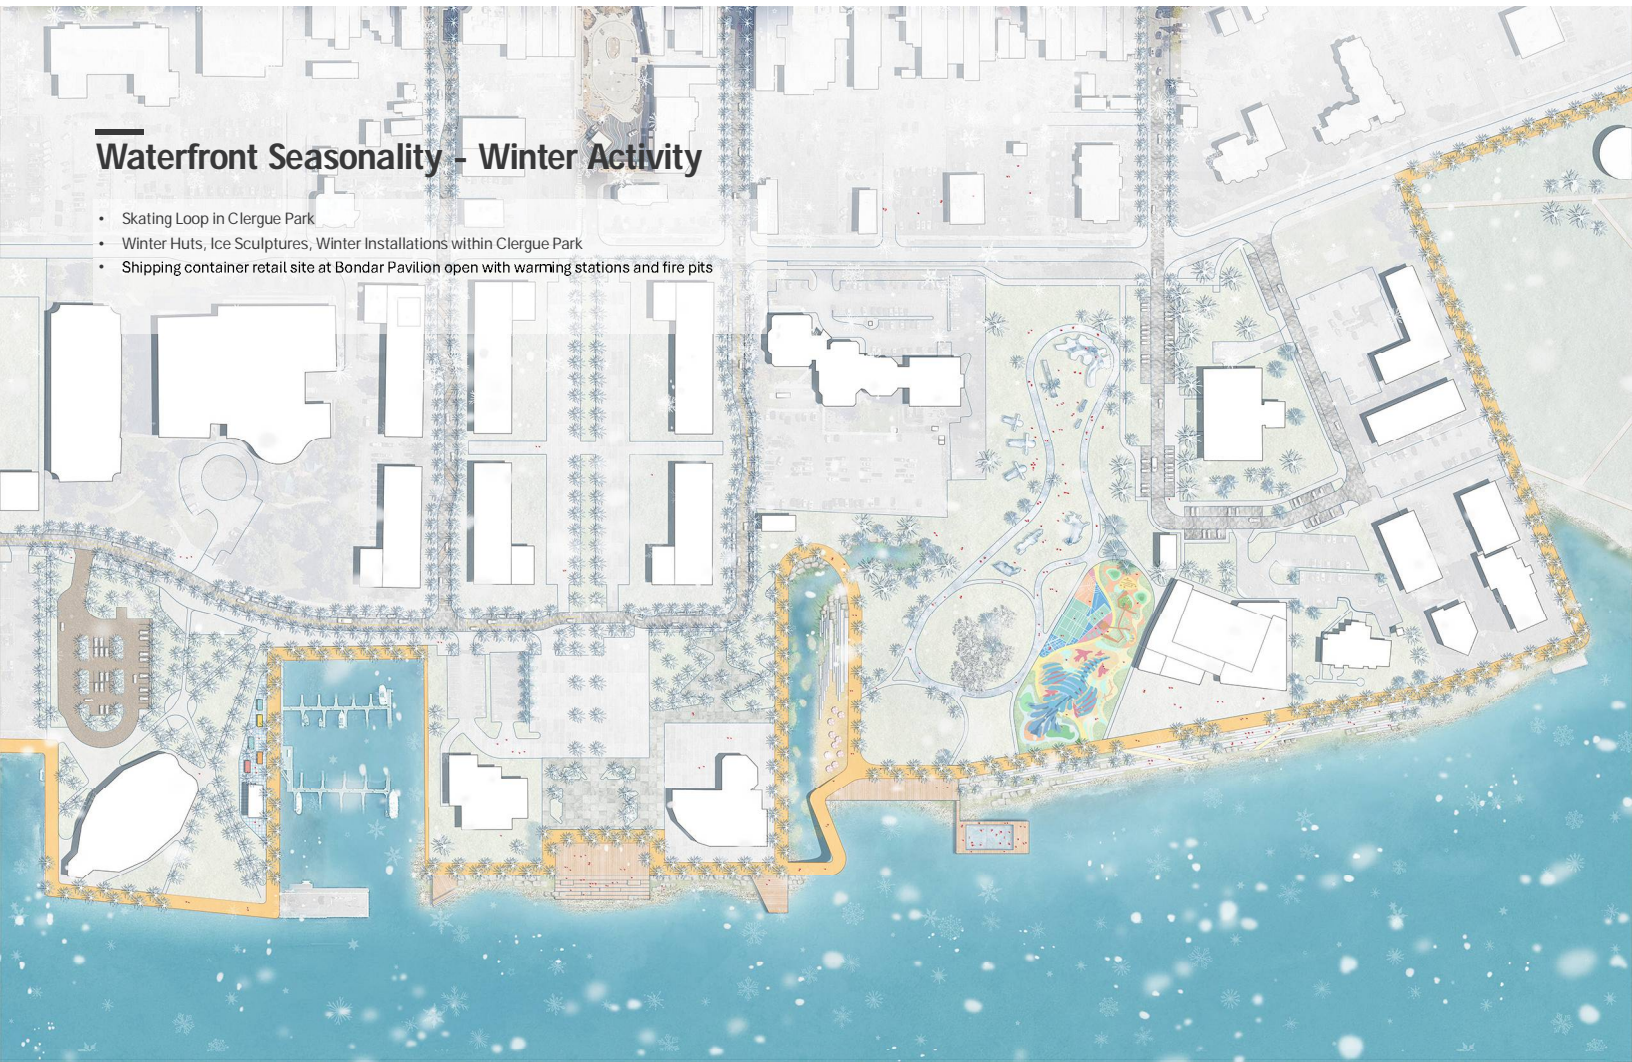 Waterfront Seasonality - Winter Activity
• Skating Loop in Clergue Park
• Winter Huts, Ice Sculptures, Winter Installations within Clergue Park
• Shipping container retail site at Bondar Pavilion open with warming stations and fire pits